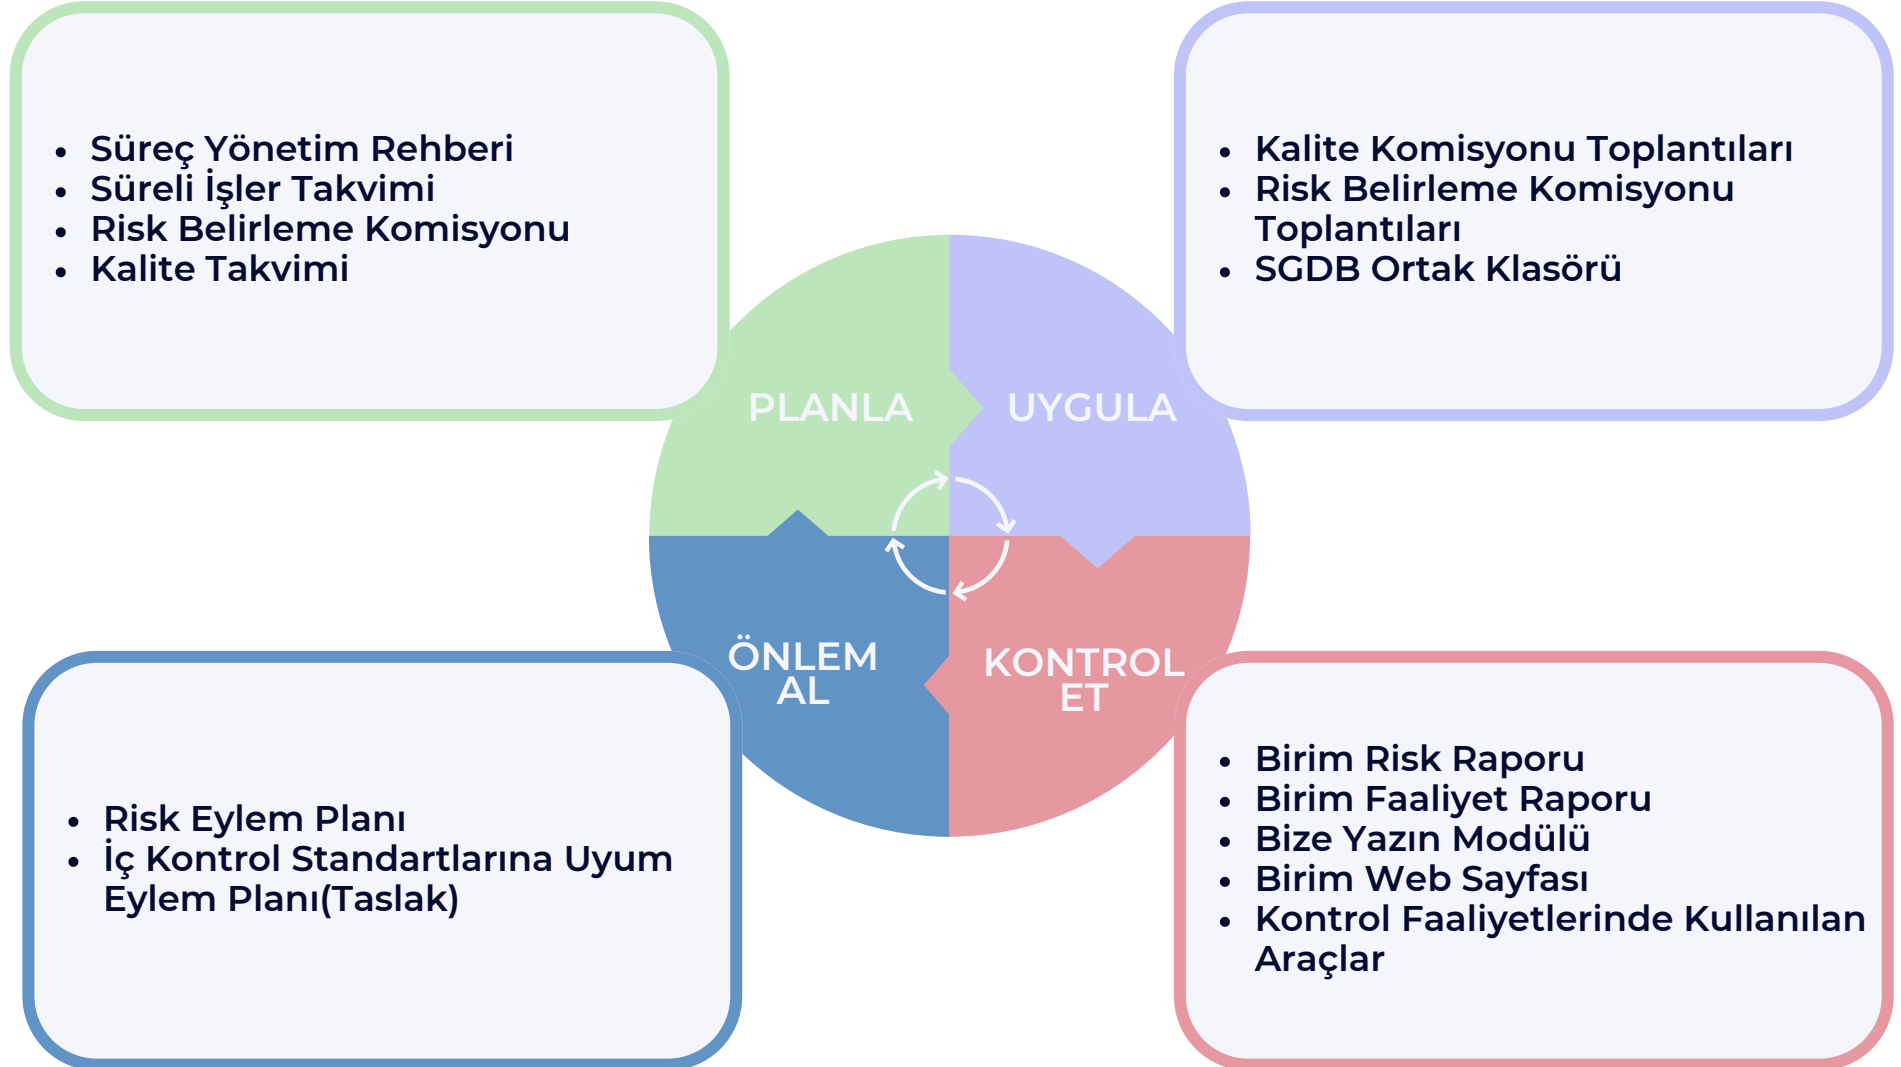 • Süreç Yönetim Rehberi
• Süreli İşler Takvimi
• Risk Belirleme Komisyonu
• Kalite Takvimi
• Kalite Komisyonu Toplantıları
• Risk Belirleme Komisyonu
Toplantıları
• SGDB Ortak Klasörü
PLANLA
UYGULA
ÖNLEM
AL
KONTROL
ET
• Risk Eylem Planı
• İç Kontrol Standartlarına Uyum
Eylem Planı(Taslak)
• Birim Risk Raporu
• Birim Faaliyet Raporu
• Bize Yazın Modülü
• Birim Web Sayfası
• Kontrol Faaliyetlerinde Kullanılan
Araçlar